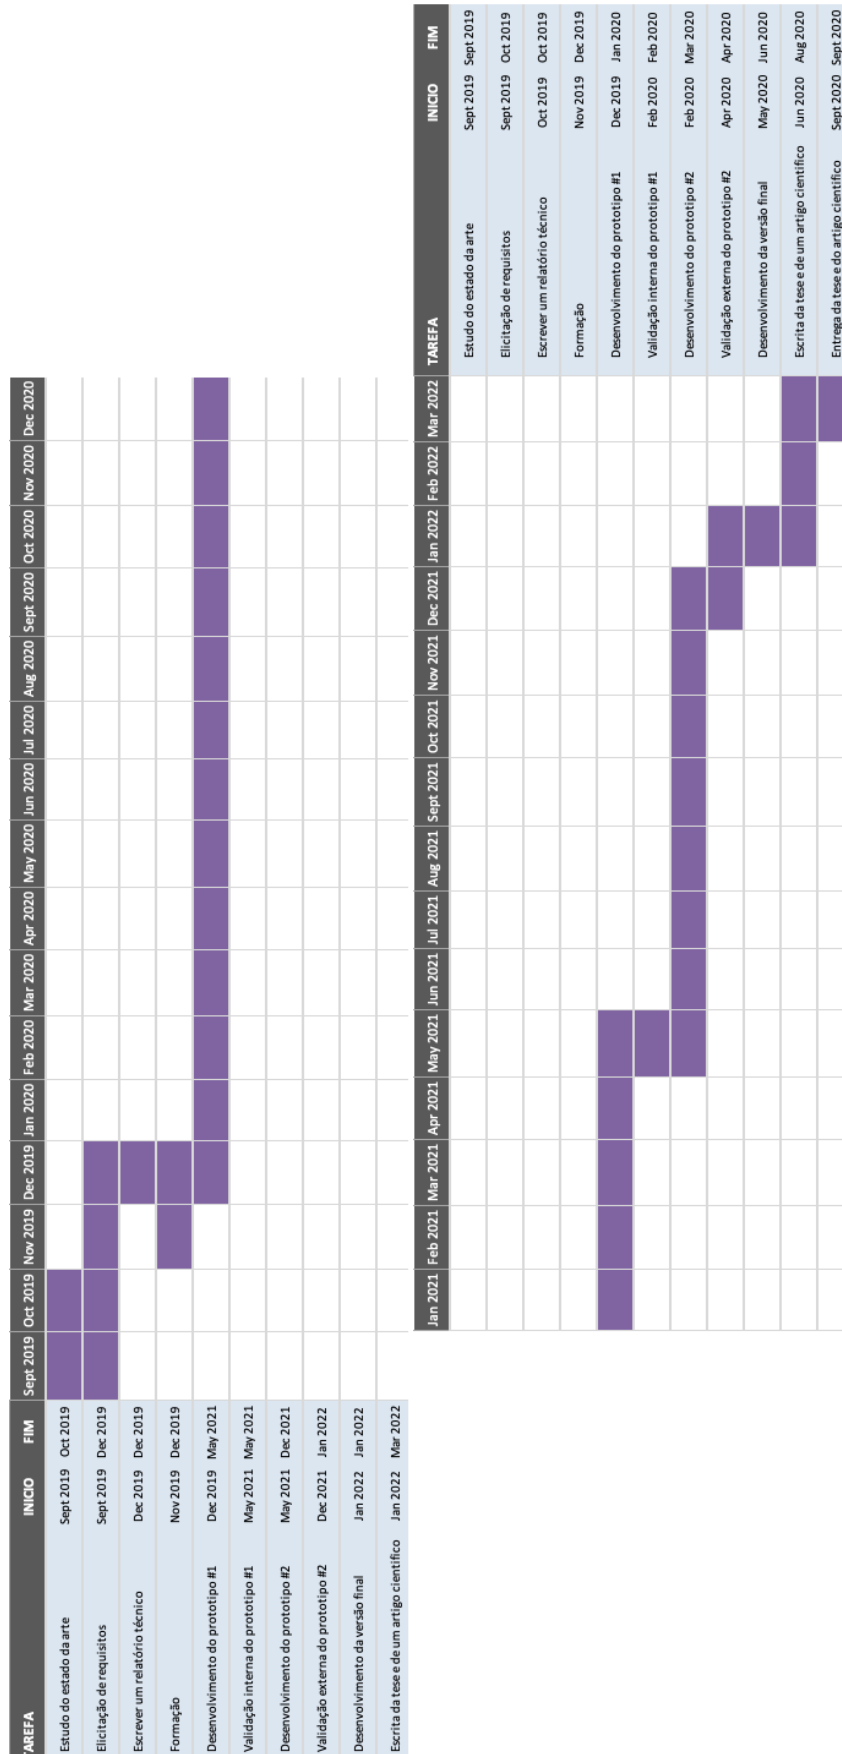 TAREFA INICIO FIM Sept 2019 Oct 2019 Nov 2019 Dec 2019 Jan 2020 Feb 2020 Mar 2020 Apr 2020 May 2020 Jun 2020 Jul 2020 Aug 2020 Sept 2020 Oct 2020 Nov 2020 Dec 2020
Estudo do estado da arte Sept 2019 Oct 2019
Elicitação de requisitos Sept 2019 Dec 2019
Escrever um relatório técnico Dec 2019 Dec 2019
Formação Nov 2019 Dec 2019
Desenvolvimento do prototipo #1 Dec 2019 May 2021
Validação interna do prototipo #1 May 2021 May 2021
Desenvolvimento do prototipo #2 May 2021 Dec 2021
Validação externa do prototipo #2 Dec 2021 Jan 2022
Desenvolvimento da versão final Jan 2022 Jan 2022
Escrita da tese e de um artigo cientifico Jan 2022 Mar 2022
Jan 2021 Feb 2021 Mar 2021 Apr 2021 May 2021 Jun 2021 Jul 2021 Aug 2021 Sept 2021 Oct 2021 Nov 2021 Dec 2021 Jan 2022 Feb 2022 Mar 2022 TAREFA INICIO FIM
Estudo do estado da arte Sept 2019 Sept 2019
Elicitação de requisitos Sept 2019 Oct 2019
Escrever um relatório técnico Oct 2019 Oct 2019
Formação Nov 2019 Dec 2019
Desenvolvimento do prototipo #1 Dec 2019 Jan 2020
Validação interna do prototipo #1 Feb 2020 Feb 2020
Desenvolvimento do prototipo #2 Feb 2020 Mar 2020
Validação externa do prototipo #2 Apr 2020 Apr 2020
Desenvolvimento da versão final May 2020 Jun 2020
Escrita da tese e de um artigo cientifico Jun 2020 Aug 2020
Entrega da tese e do artigo cientifico Sept 2020 Sept 2020